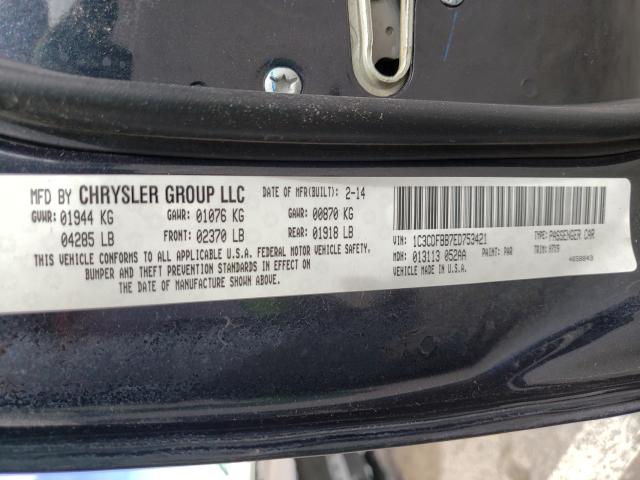 MFD BY CHRYSLER GROUP LLC
DATE OF MFR(BUILT): 2-14
GVWR: 01944 KG
GAWR: 01076 KG
GAWR: 00870 KG
04285 LB
FRONT: 02370 LB
REAR: 01918 LB
THIS VEHICLE CONFORMS TO ALL APPLICABLE U.S.A. FEDERAL MOTOR VEHICLE SAFETY,
BUMPER AND THEFT PREVENTION STANDARDS IN EFFECT ON
THE DATE OF MANUFACTURE SHOWN ABOVE.
THIS VEHICLE MADE IN U.S.A.
VIN: 1C3CDFBB7ED753421
TYPE: PASSENGER CAR
MDH: 013113 052AA
PAINT: PAR
TRIM: